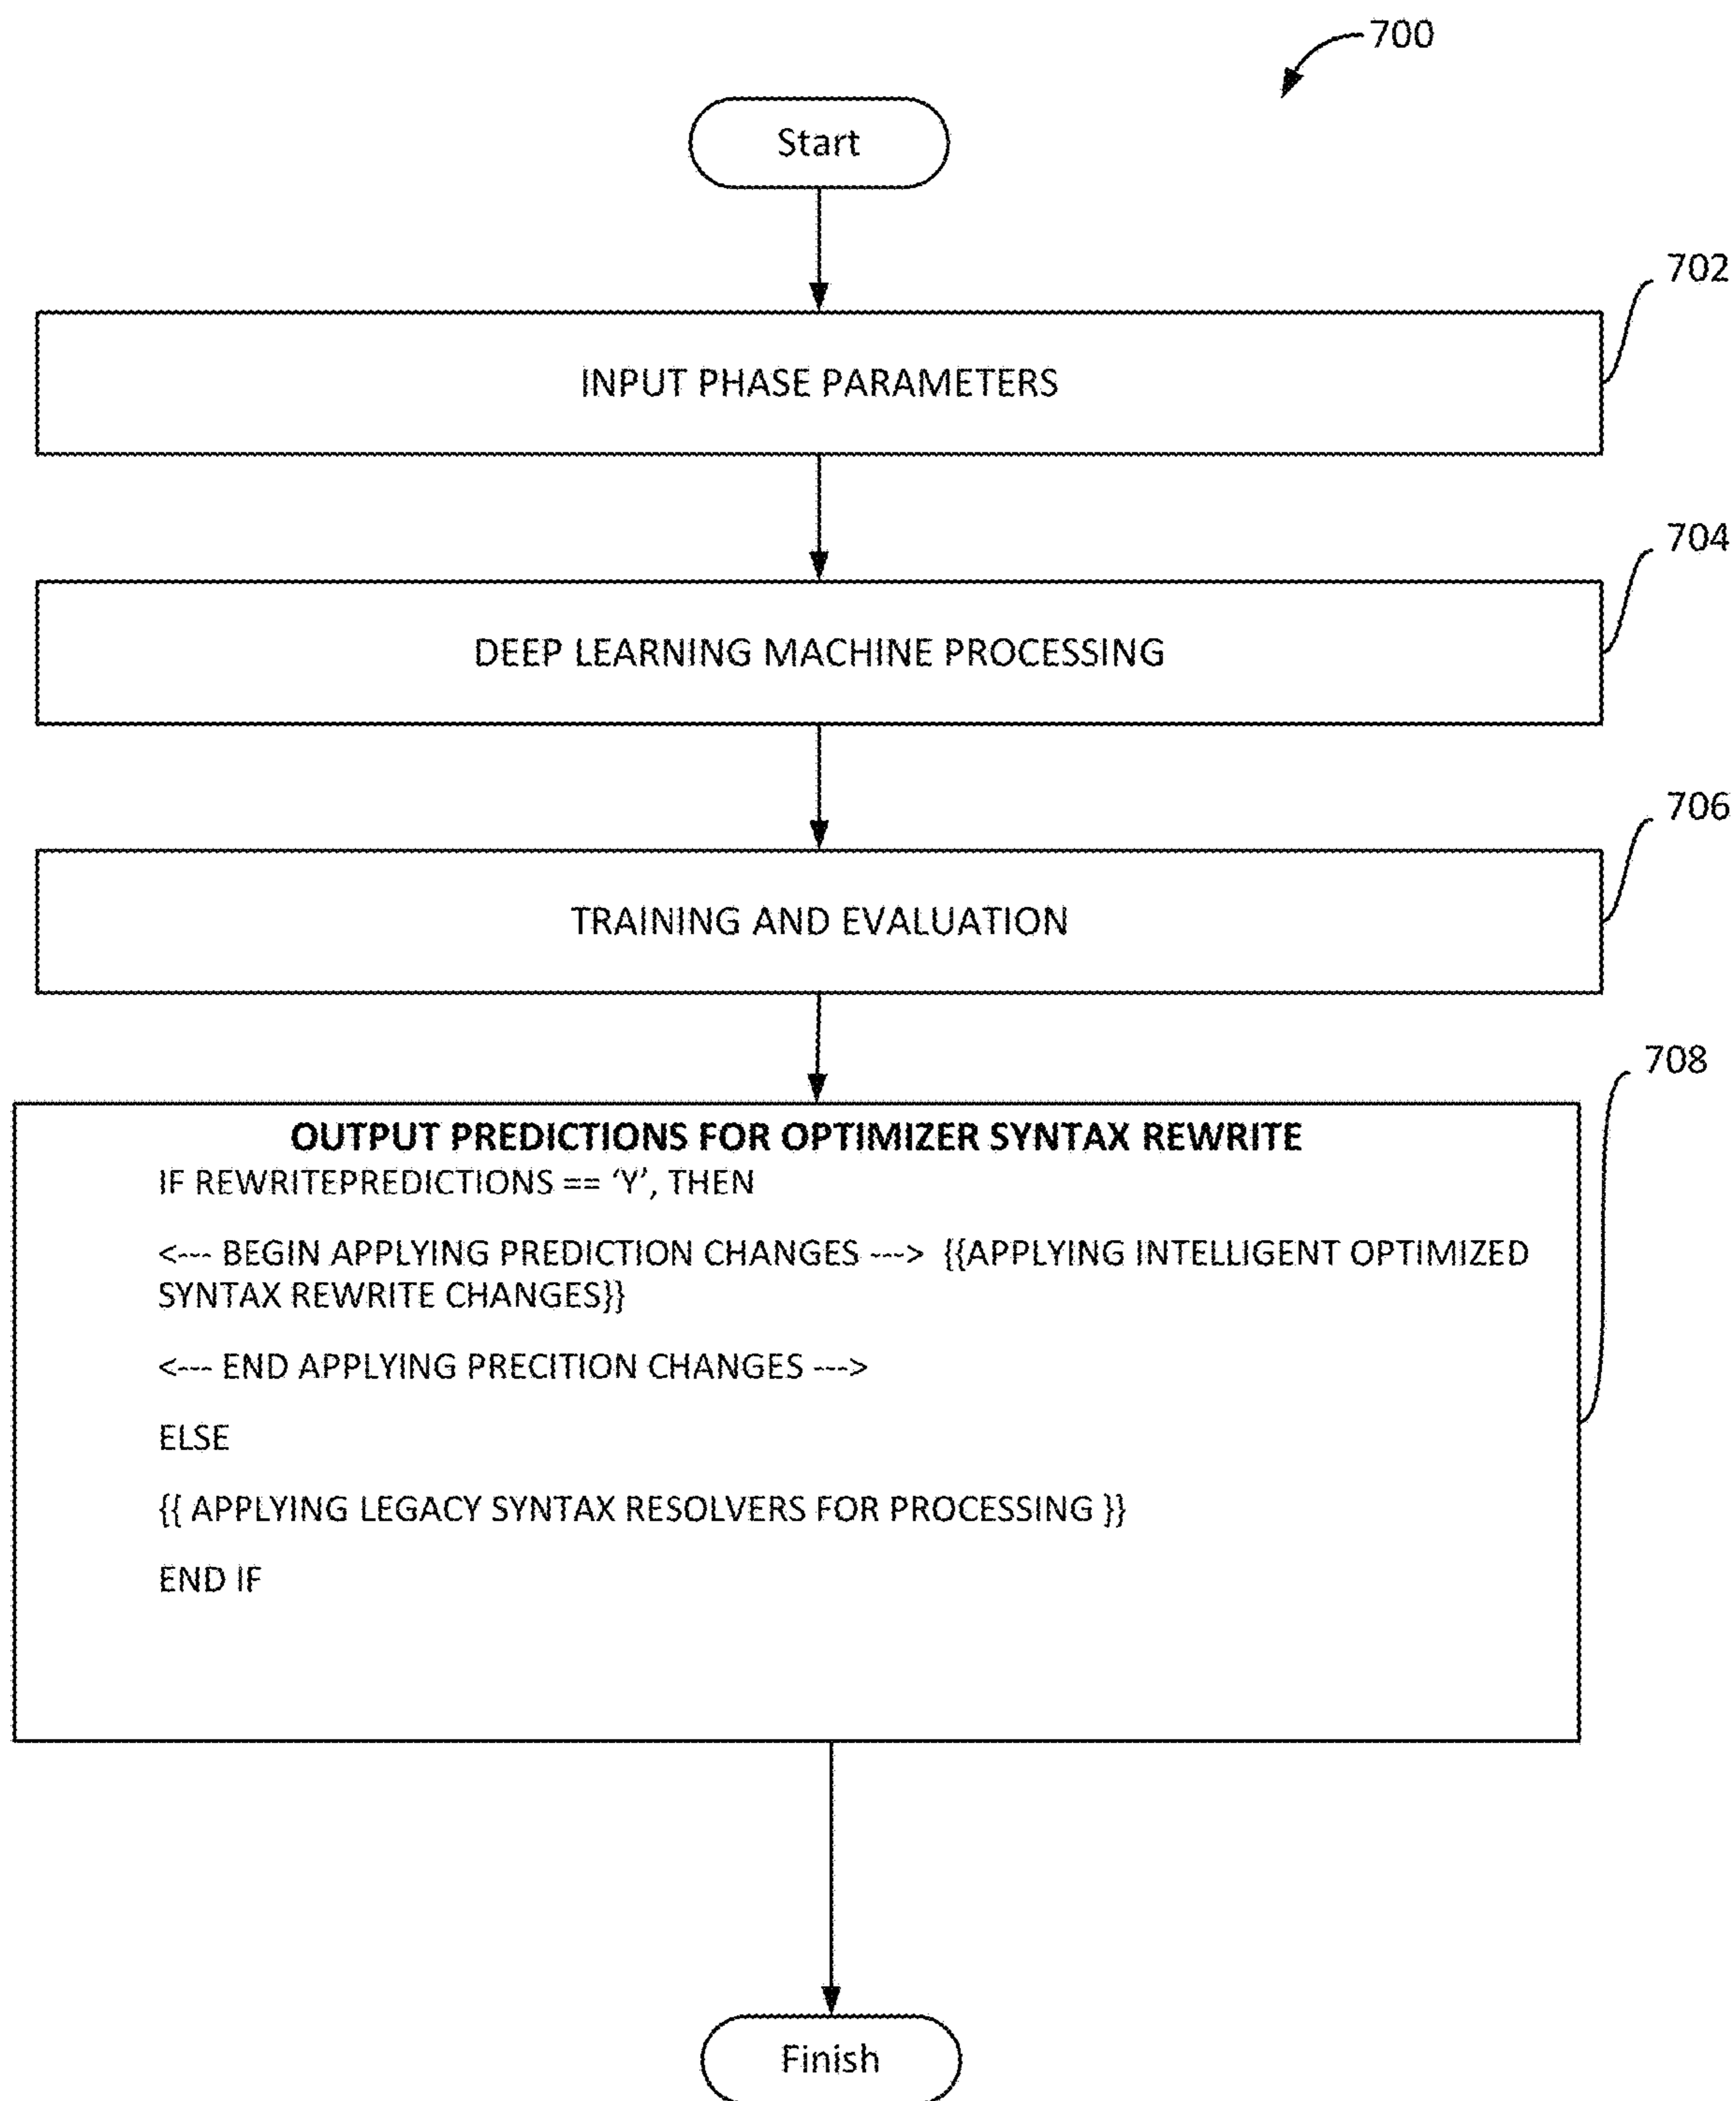 700
Start
702
INPUT PHASE PARAMETERS
704
DEEP LEARNING MACHINE PROCESSING
706
TRAINING AND EVALUATION
708
OUTPUT PREDICTIONS FOR OPTIMIZER SYNTAX REWRITE
IF REWRITEPREDICTIONS == ‘Y’, THEN
<--- BEGIN APPLYING PREDICTION CHANGES ---> {{APPLYING INTELLIGENT OPTIMIZED
SYNTAX REWRITE CHANGES}}
<--- END APPLYING PRECITION CHANGES --->
ELSE
{{ APPLYING LEGACY SYNTAX RESOLVERS FOR PROCESSING }}
END IF
Finish